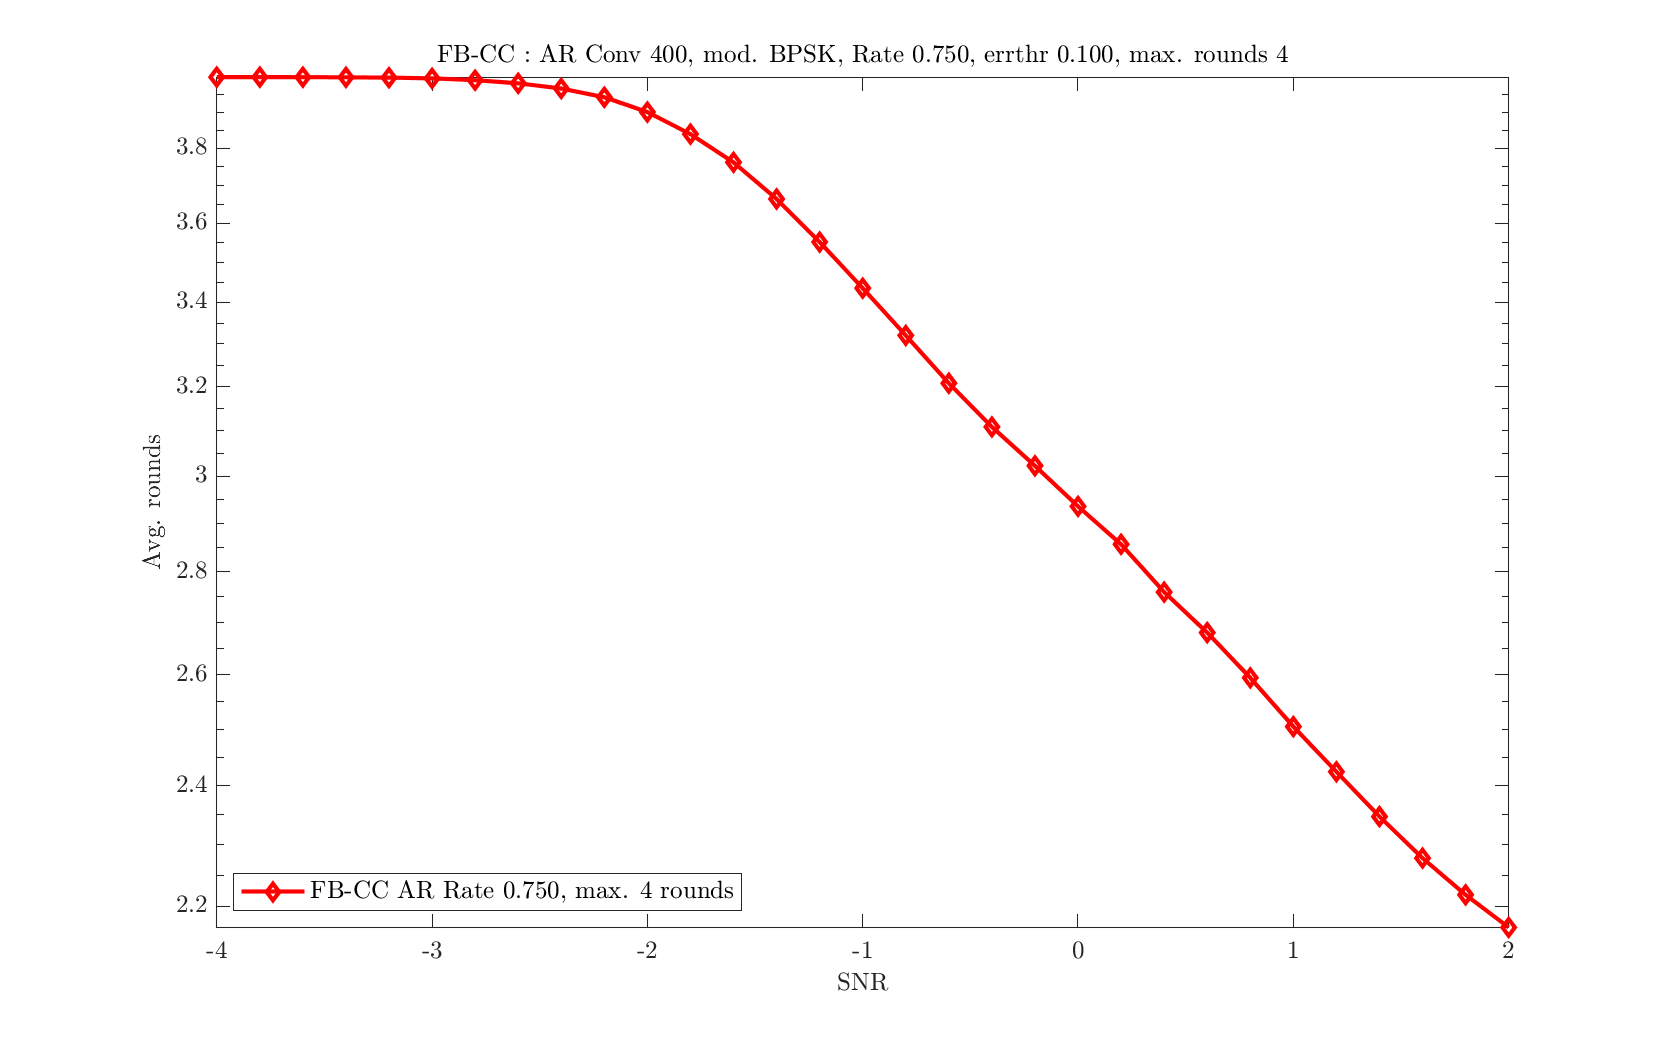 FB-CC : AR Conv 400, mod. BPSK, Rate 0.750, errthr 0.100, max. rounds 4
3.8
3.6
3.4
3.2
3
2.8
2.6
2.4
2.2
Avg. rounds
FB-CC AR Rate 0.750, max. 4 rounds
-4 -3 -2 -1 0 1 2
SNR